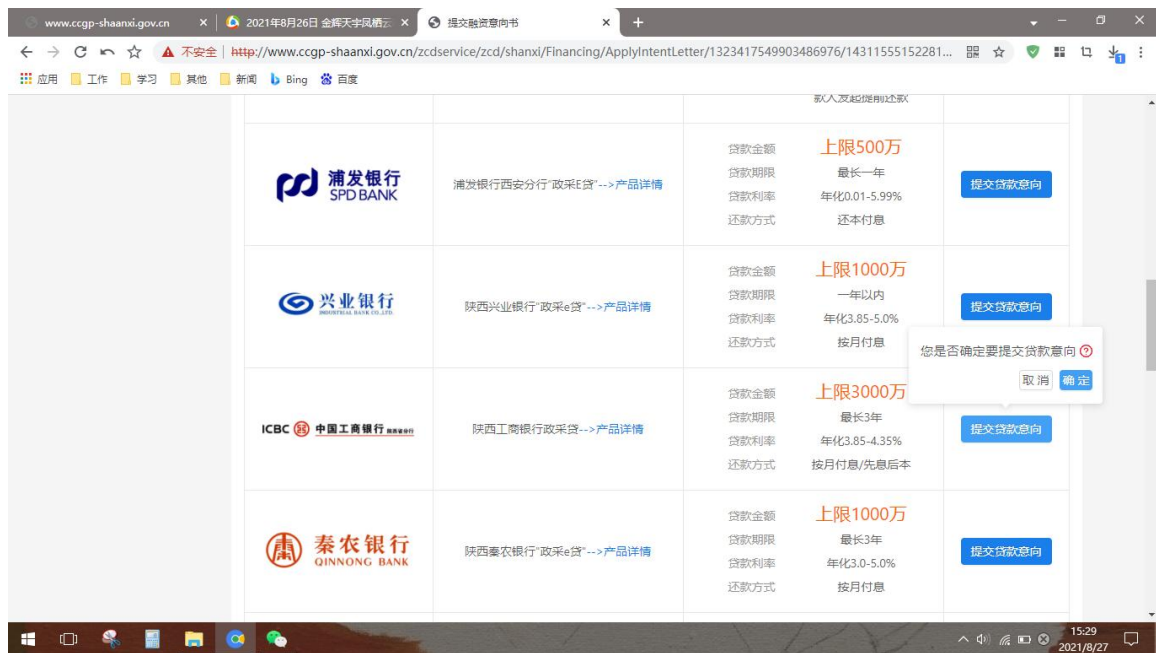 www.ccgp-shaanxi.gov.cn
2021年8月26日 金辉天宇凤栖云
提交融资意向书
不安全 http://www.ccgp-shaanxi.gov.cn/zcdservice/zcd/shanxi/Financing/ApplyIntentLetter/1323417549903486976/14311555152281...
应用 工作 学习 其他 新闻 Bing 百度
款人发起提前还款
浦发银行
SPD BANK
浦发银行西安分行"政采E贷"-->产品详情
贷款金额 上限500万
贷款期限 最长一年
贷款利率 年化0.01-5.99%
还款方式 还本付息
提交贷款意向
兴业银行
INDUSTRIAL BANK CO.,LTD.
陕西兴业银行"政采e贷"-->产品详情
贷款金额 上限1000万
贷款期限 一年以内
贷款利率 年化3.85-5.0%
还款方式 按月付息
提交贷款意向
您是否确定要提交贷款意向
取消 确定
ICBC 中国工商银行
陕西工商银行政采贷-->产品详情
贷款金额 上限3000万
贷款期限 最长3年
贷款利率 年化3.85-4.35%
还款方式 按月付息/先息后本
提交贷款意向
秦农银行
QINNONG BANK
陕西秦农银行"政采e贷"-->产品详情
贷款金额 上限1000万
贷款期限 最长3年
贷款利率 年化3.0-5.0%
还款方式 按月付息
提交贷款意向
1
15:29
2021/8/27